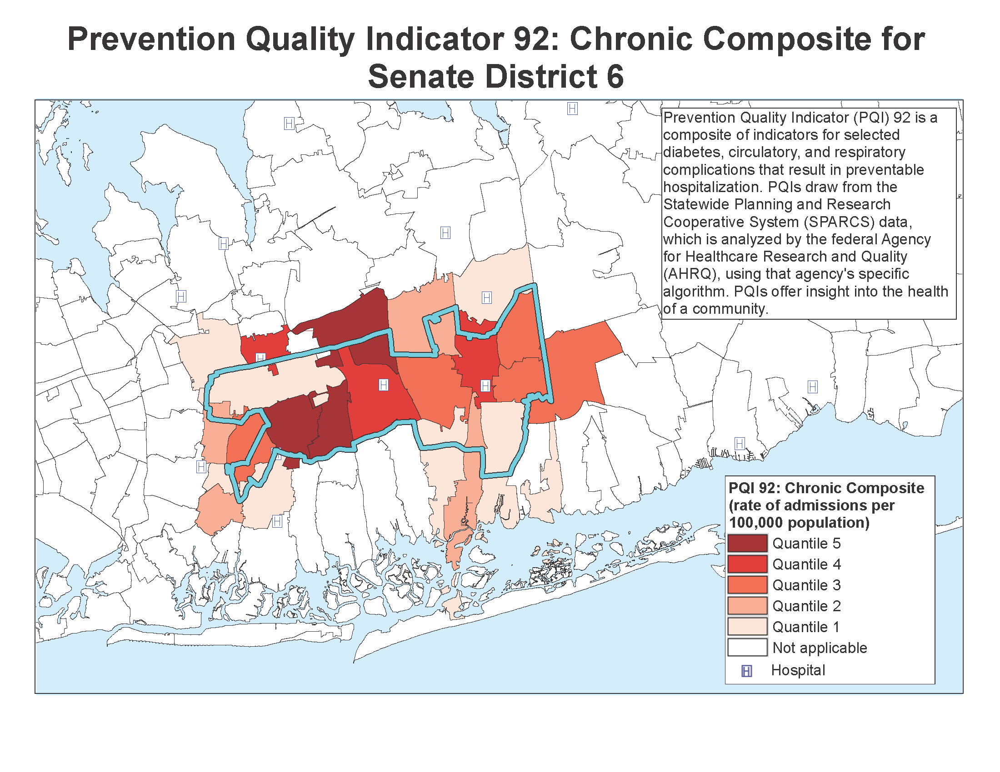 Prevention Quality Indicator 92: Chronic Composite for
Senate District 6
Prevention Quality Indicator (PQI) 92 is a
composite of indicators for selected
diabetes, circulatory, and respiratory
complications that result in preventable
hospitalization. PQIs draw from the
Statewide Planning and Research
Cooperative System (SPARCS) data,
which is analyzed by the federal Agency
for Healthcare Research and Quality
(AHRQ), using that agency's specific
algorithm. PQIs offer insight into the health
of a community.
H
H
H
H
H
H
H
H
H
H
H
H
H
H
PQI 92: Chronic Composite
(rate of admissions per
100,000 population)
Quantile 5
Quantile 4
Quantile 3
Quantile 2
Quantile 1
Not applicable
H Hospital